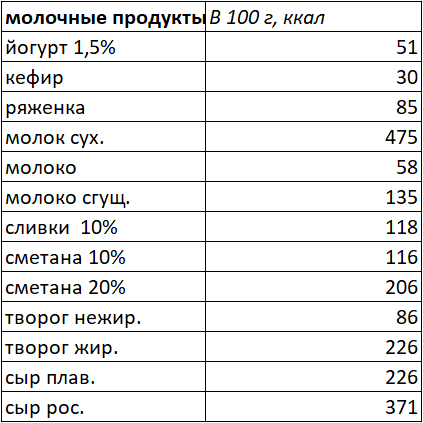 молочные продукты В 100 г, ккал
йогурт 1,5% 51
кефир 30
ряженка 85
молок сух. 475
молоко 58
молоко сгущ. 135
сливки 10% 118
сметана 10% 116
сметана 20% 206
творог нежир. 86
творог жир. 226
сыр плав. 226
сыр рос. 371